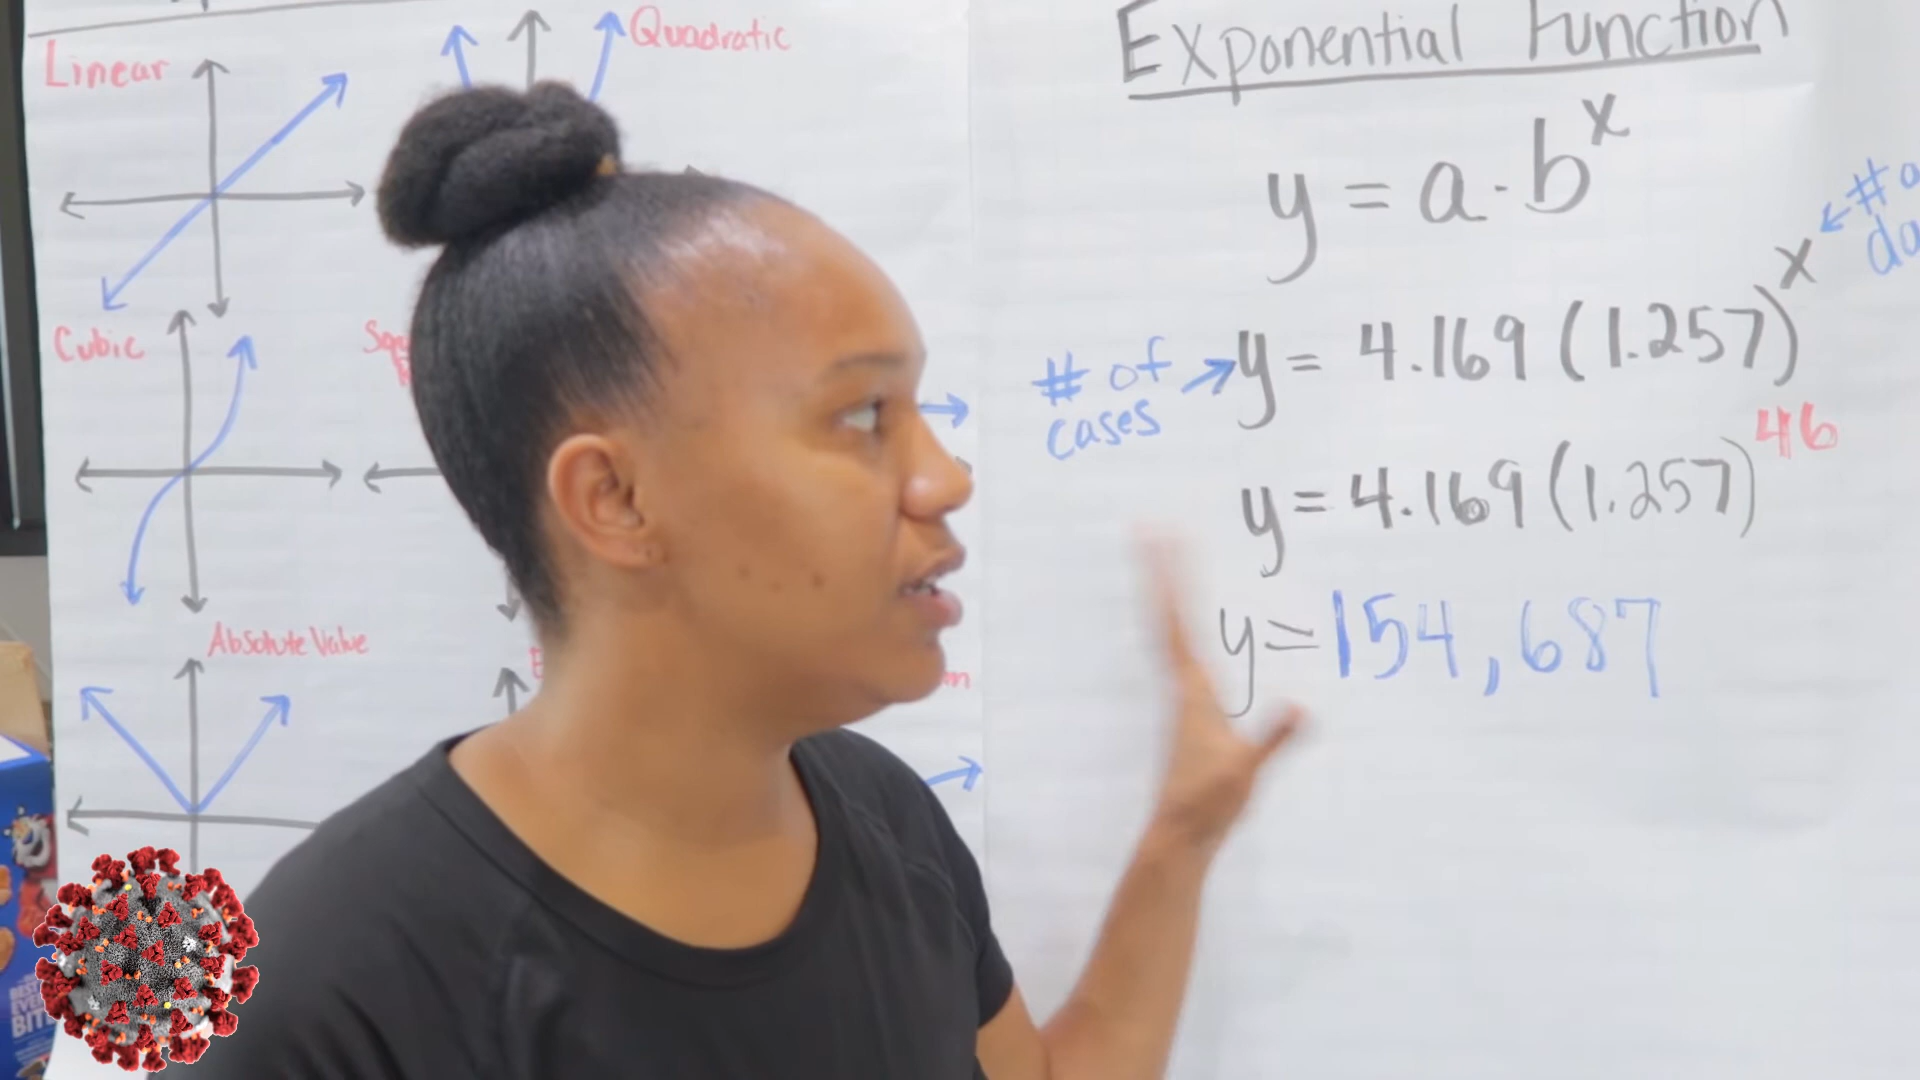 Linear
Quadratic
Cubic
Absolute Value
Exponential Function
y = a · b^x
# of cases → y = 4.169 (1.257)^x
y = 4.169 (1.257)^46
y = 154,687